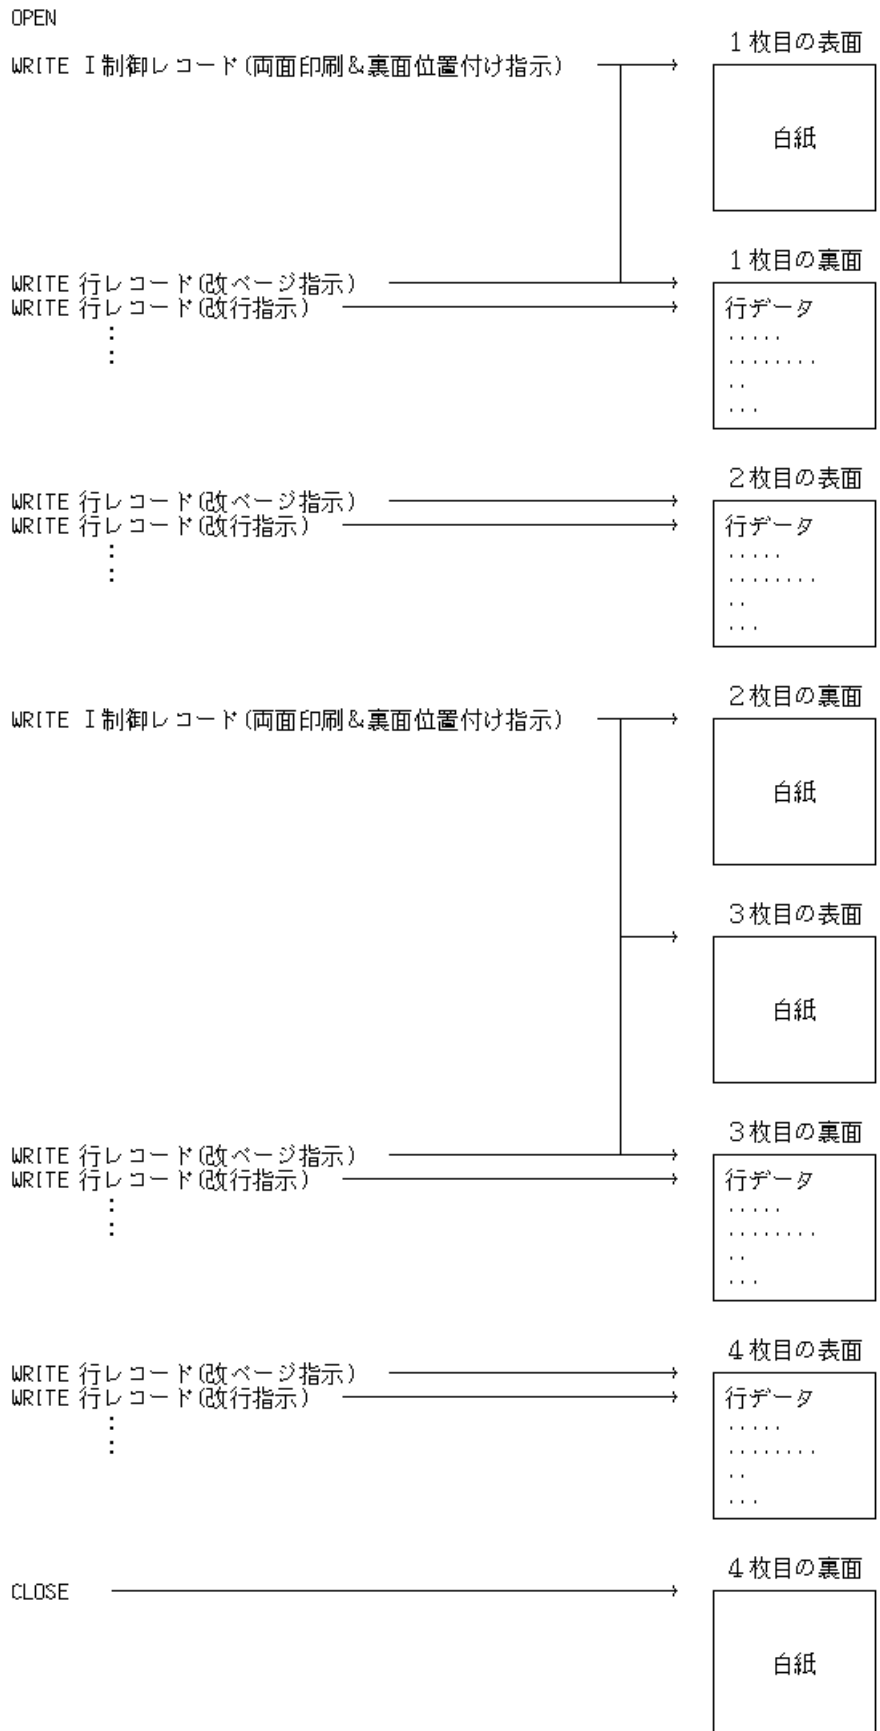 OPEN
1枚目の表面
WRITE I制御レコード(両面印刷&裏面位置付け指示)
白紙
1枚目の裏面
WRITE 行レコード(改ページ指示)
WRITE 行レコード(改行指示)
行データ
:
.....
:
........
..
...
2枚目の表面
WRITE 行レコード(改ページ指示)
WRITE 行レコード(改行指示)
行データ
:
.....
:
........
..
...
2枚目の裏面
WRITE I制御レコード(両面印刷&裏面位置付け指示)
白紙
3枚目の表面
白紙
3枚目の裏面
WRITE 行レコード(改ページ指示)
WRITE 行レコード(改行指示)
行データ
:
.....
:
........
..
...
4枚目の表面
WRITE 行レコード(改ページ指示)
WRITE 行レコード(改行指示)
行データ
:
.....
:
........
..
...
4枚目の裏面
CLOSE
白紙